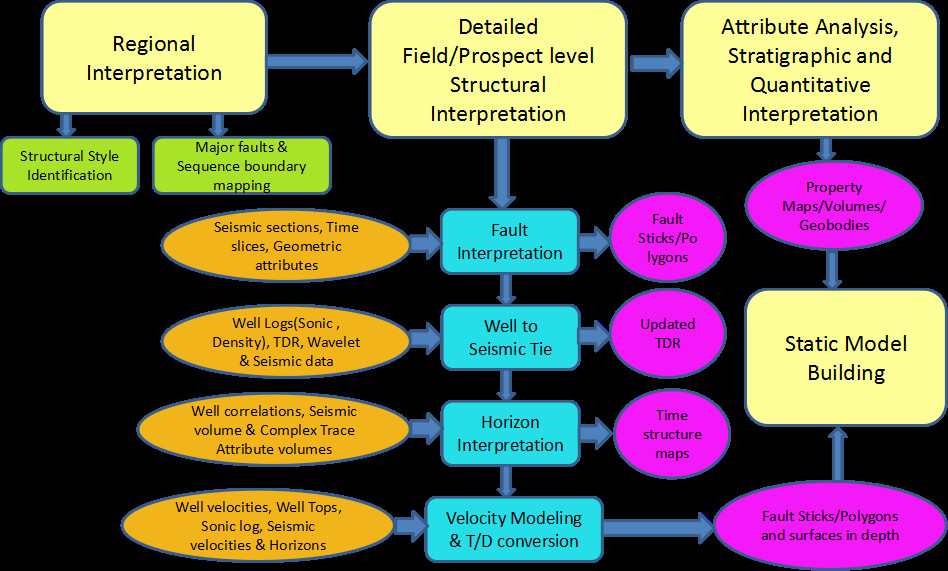 Regional
Interpretation
Detailed
Field/Prospect level
Structural
Interpretation
Attribute Analysis,
Stratigraphic and
Quantitative
Interpretation
Structural Style
Identification
Major faults &
Sequence boundary
mapping
Property
Maps/Volumes/
Geobodies
Seismic sections, Time
slices, Geometric
attributes
Fault
Interpretation
Fault
Sticks/Po
lygons
Well Logs(Sonic ,
Density), TDR, Wavelet
& Seismic data
Well to
Seismic Tie
Updated
TDR
Static Model
Building
Well correlations, Seismic
volume & Complex Trace
Attribute volumes
Horizon
Interpretation
Time
structure
maps
Well velocities, Well Tops,
Sonic log, Seismic
velocities & Horizons
Velocity Modeling
& T/D conversion
Fault Sticks/Polygons
and surfaces in depth